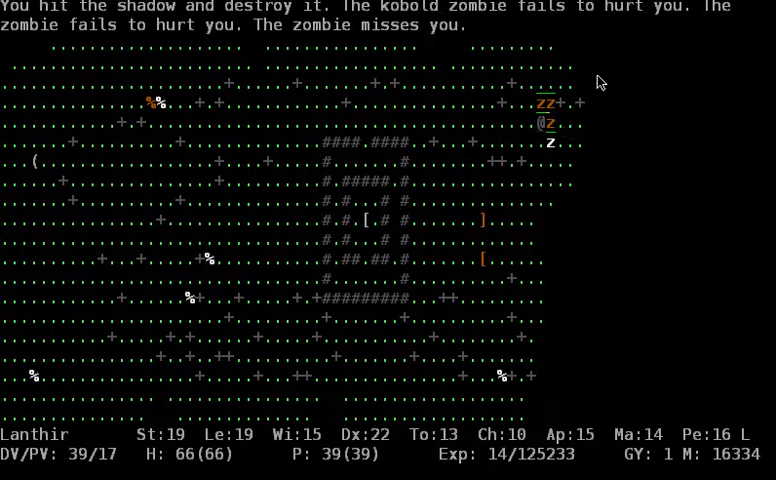 You hit the shadow and destroy it. The kobold zombie fails to hurt you. The
zombie fails to hurt you. The zombie misses you.
Lanthir St:19 Le:19 Wi:15 Dx:22 To:13 Ch:10 Ap:15 Ma:14 Pe:16 L
DV/PV: 39/17 H: 66(66) P: 39(39) Exp: 14/125233 GY: 1 M: 16334